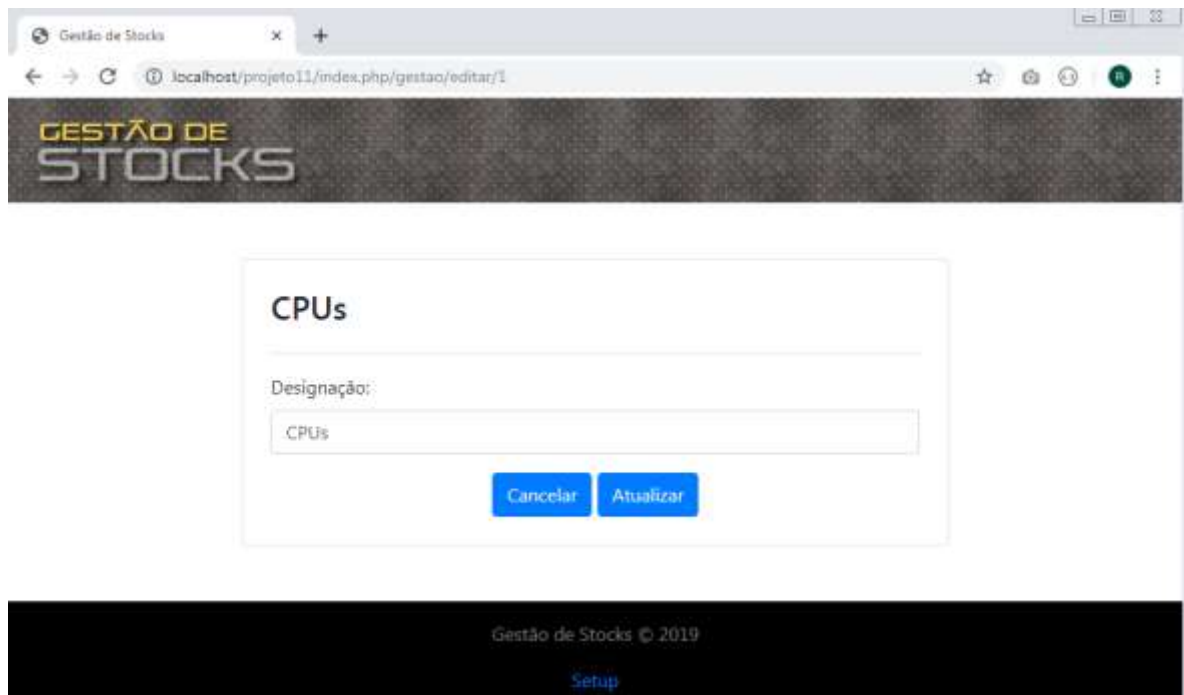 Gestão de Stocks
localhost/projeto11/index.php/gestao/editar/1
R
GESTÃO DE
STOCKS
CPUs
Designação:
CPUs
Cancelar Atualizar
Gestão de Stocks © 2019
Setup